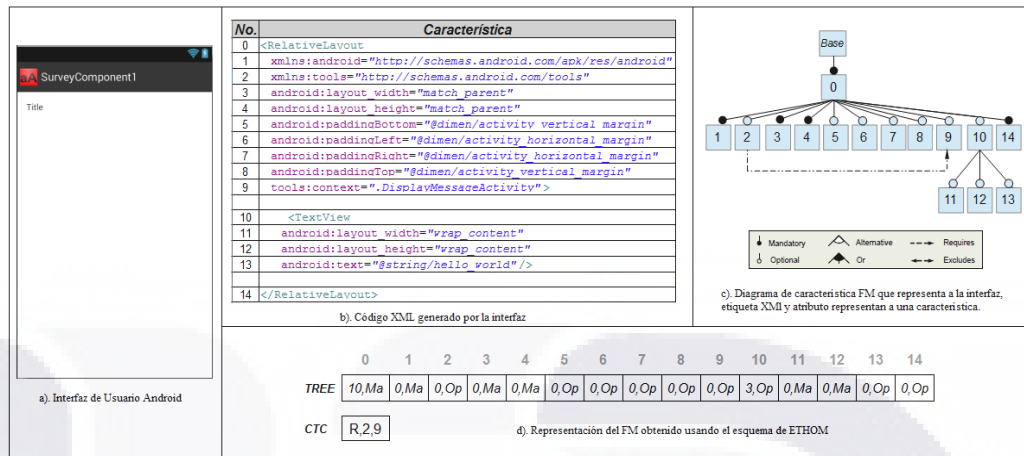 aA SurveyComponent1
Title
a). Interfaz de Usuario Android
No. Característica
0 <RelativeLayout
1 xmlns:android="http://schemas.android.com/apk/res/android"
2 xmlns:tools="http://schemas.android.com/tools"
3 android:layout_width="match_parent"
4 android:layout_height="match_parent"
5 android:paddingBottom="@dimen/activity_vertical_margin"
6 android:paddingLeft="@dimen/activity_horizontal_margin"
7 android:paddingRight="@dimen/activity_horizontal_margin"
8 android:paddingTop="@dimen/activity_vertical_margin"
9 tools:context=".DisplayMessageActivity">
10 <TextView
11 android:layout_width="wrap_content"
12 android:layout_height="wrap_content"
13 android:text="@string/hello_world"/>
14 </RelativeLayout>
b). Código XML generado por la interfaz
Base
0
1 2 3 4 5 6 7 8 9 10 14
11 12 13
Mandatory Alternative Requires
Optional Or Excludes
c). Diagrama de caracteristica FM que representa a la interfaz,
etiqueta XMl y atributo representan a una caracteristica.
0 1 2 3 4 5 6 7 8 9 10 11 12 13 14
TREE 10,Ma 0,Ma 0,Op 0,Ma 0,Ma 0,Op 0,Op 0,Op 0,Op 0,Op 3,Op 0,Ma 0,Ma 0,Op 0,Op
CTC R,2,9
d). Representación del FM obtenido usando el esquema de ETHOM